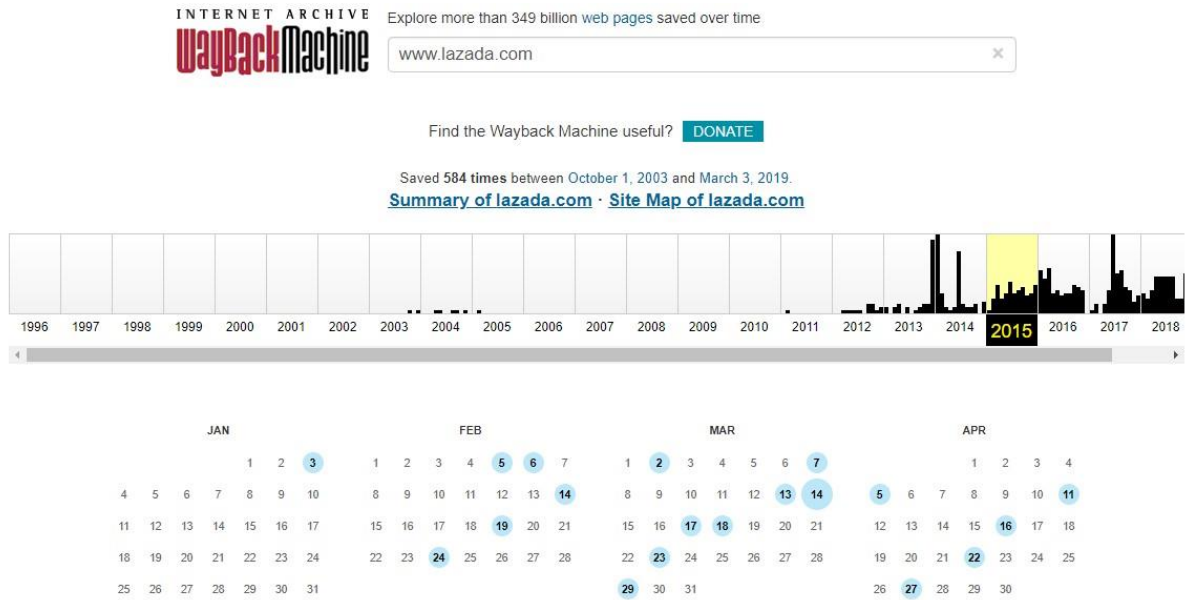 INTERNET ARCHIVE
WayBackMachine
Explore more than 349 billion web pages saved over time
www.lazada.com ×
Find the Wayback Machine useful? DONATE
Saved 584 times between October 1, 2003 and March 3, 2019.
Summary of lazada.com · Site Map of lazada.com
1996 1997 1998 1999 2000 2001 2002 2003 2004 2005 2006 2007 2008 2009 2010 2011 2012 2013 2014 2015 2016 2017 2018
JAN FEB MAR APR
1 2 3 1 2 3 4 5 6 7 1 2 3 4 5 6 7 1 2 3 4
4 5 6 7 8 9 10 8 9 10 11 12 13 14 8 9 10 11 12 13 14 5 6 7 8 9 10 11
11 12 13 14 15 16 17 15 16 17 18 19 20 21 15 16 17 18 19 20 21 12 13 14 15 16 17 18
18 19 20 21 22 23 24 22 23 24 25 26 27 28 22 23 24 25 26 27 28 19 20 21 22 23 24 25
25 26 27 28 29 30 31 29 30 31 26 27 28 29 30